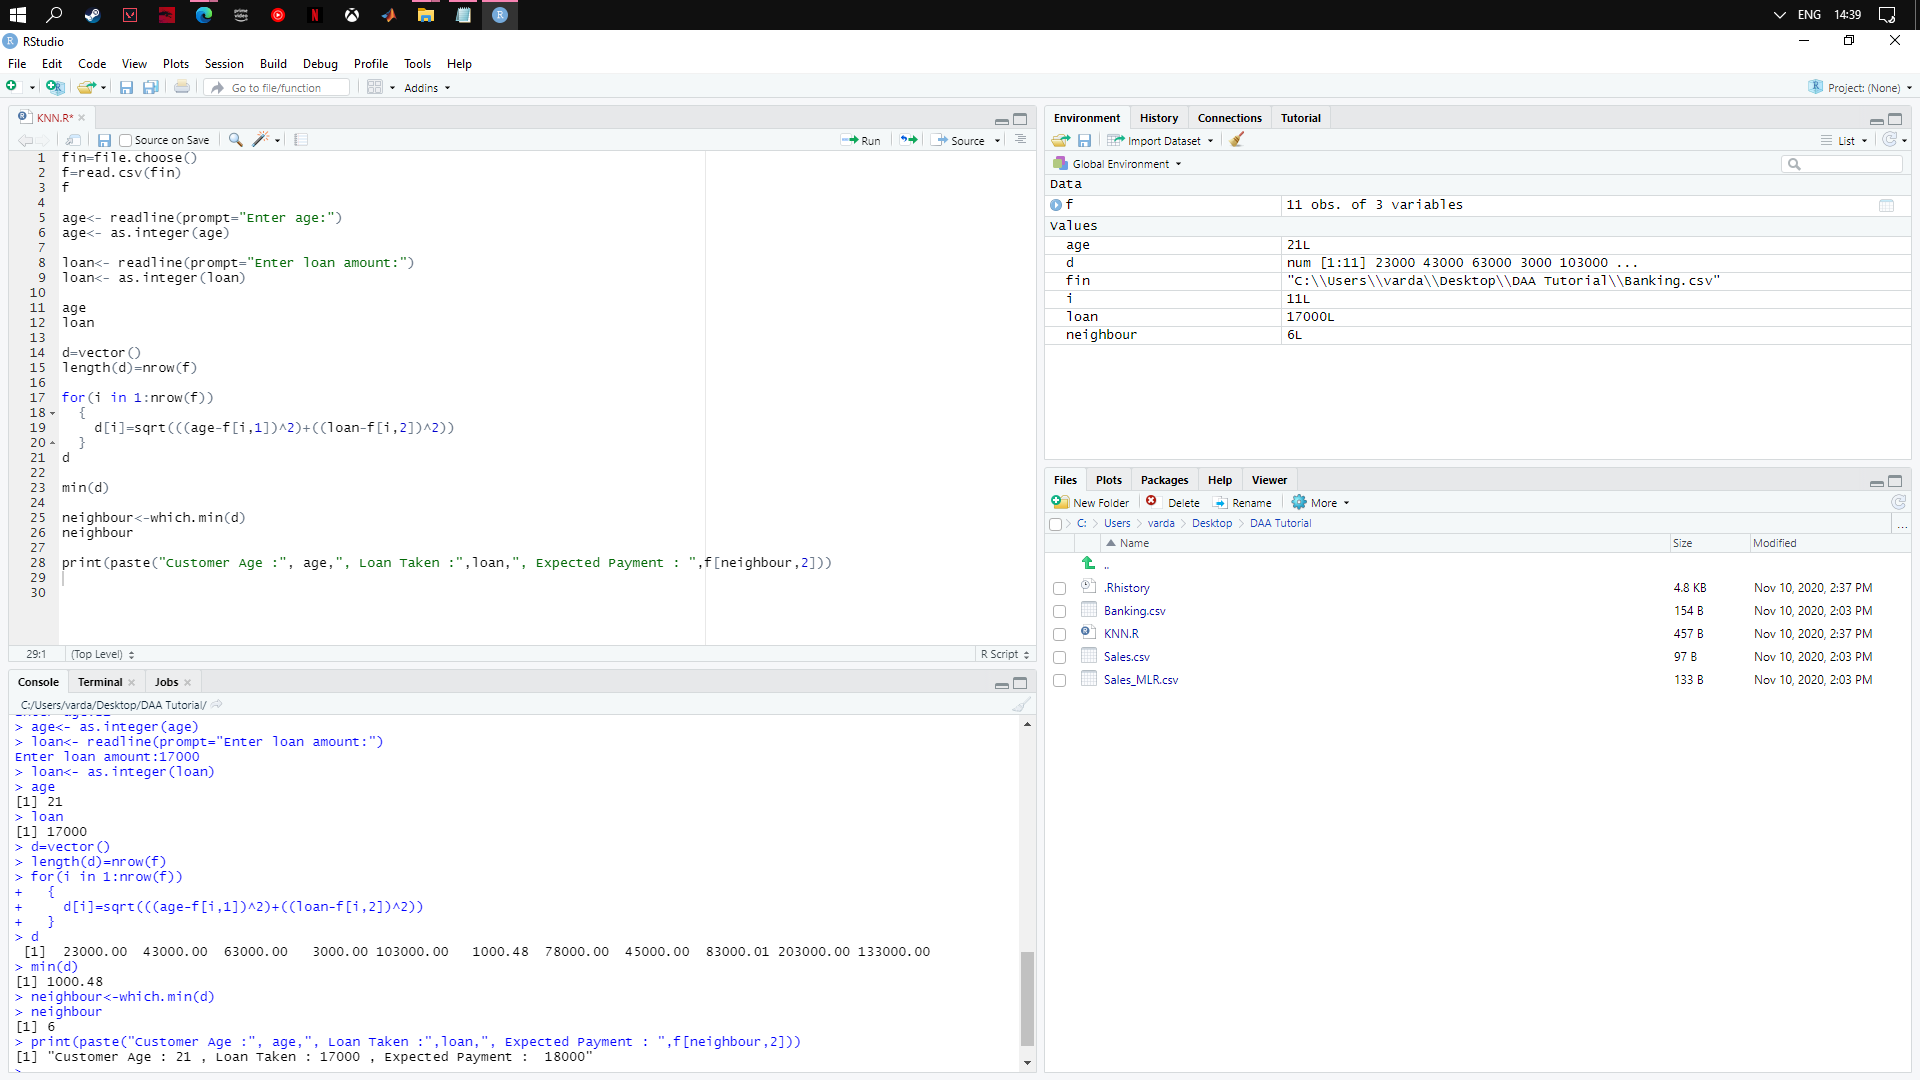 ENG 14:39
RStudio
File Edit Code View Plots Session Build Debug Profile Tools Help
Go to file/function Addins Project: (None)
KNN.R*
Source on Save Run Source
1 fin=file.choose()
2 f=read.csv(fin)
3 f
4
5 age<- readline(prompt="Enter age:")
6 age<- as.integer(age)
7
8 loan<- readline(prompt="Enter loan amount:")
9 loan<- as.integer(loan)
10
11 age
12 loan
13
14 d=vector()
15 length(d)=nrow(f)
16
17 for(i in 1:nrow(f))
18 {
19 d[i]=sqrt(((age-f[i,1])^2)+((loan-f[i,2])^2))
20 }
21 d
22
23 min(d)
24
25 neighbour<-which.min(d)
26 neighbour
27
28 print(paste("Customer Age :", age,", Loan Taken :",loan,", Expected Payment : ",f[neighbour,2]))
29
30
29:1 (Top Level) R Script
Console Terminal Jobs
C:/Users/varda/Desktop/DAA Tutorial/
> age<- as.integer(age)
> loan<- readline(prompt="Enter loan amount:")
Enter loan amount:17000
> loan<- as.integer(loan)
> age
[1] 21
> loan
[1] 17000
> d=vector()
> length(d)=nrow(f)
> for(i in 1:nrow(f))
+ {
+ d[i]=sqrt(((age-f[i,1])^2)+((loan-f[i,2])^2))
+ }
> d
[1] 23000.00 43000.00 63000.00 3000.00 103000.00 1000.48 78000.00 45000.00 83000.01 203000.00 133000.00
> min(d)
[1] 1000.48
> neighbour<-which.min(d)
> neighbour
[1] 6
> print(paste("Customer Age :", age,", Loan Taken :",loan,", Expected Payment : ",f[neighbour,2]))
[1] "Customer Age : 21 , Loan Taken : 17000 , Expected Payment :  18000"
>
Environment History Connections Tutorial
Import Dataset List
Global Environment
Data
f 11 obs. of 3 variables
Values
age 21L
d num [1:11] 23000 43000 63000 3000 103000 ...
fin "C:\\Users\\varda\\Desktop\\DAA Tutorial\\Banking.csv"
i 11L
loan 17000L
neighbour 6L
Files Plots Packages Help Viewer
New Folder Delete Rename More
C: Users varda Desktop DAA Tutorial ...
Name Size Modified
..
.Rhistory 4.8 KB Nov 10, 2020, 2:37 PM
Banking.csv 154 B Nov 10, 2020, 2:03 PM
KNN.R 457 B Nov 10, 2020, 2:37 PM
Sales.csv 97 B Nov 10, 2020, 2:03 PM
Sales_MLR.csv 133 B Nov 10, 2020, 2:03 PM